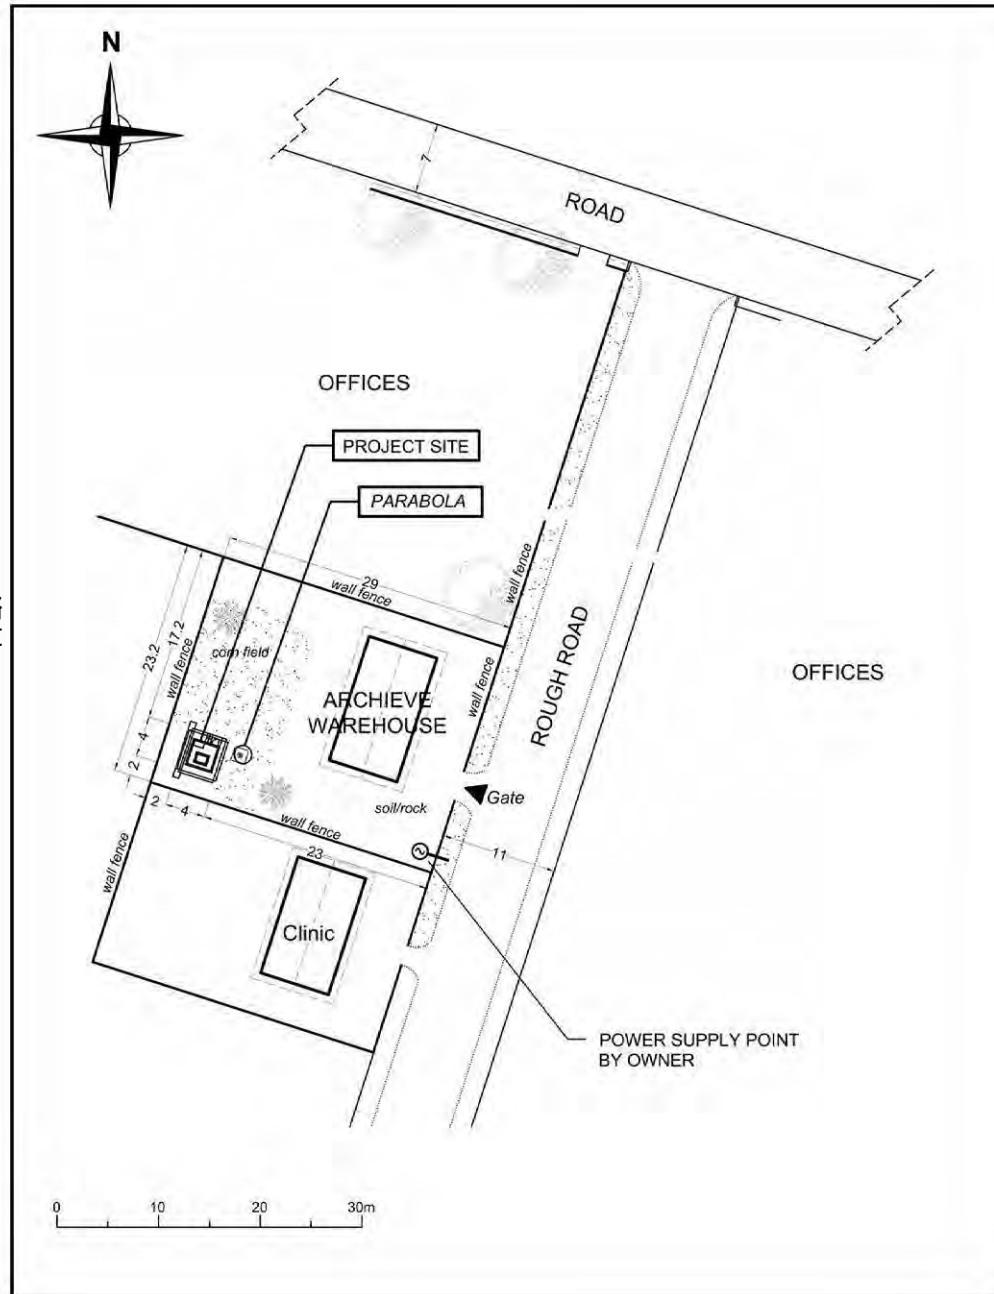 N
7
ROAD
OFFICES
PROJECT SITE
PARABOLA
wall fence
29
wall fence
17.2
23.2
wall fence
corn field
wall fence
ROUGH ROAD
OFFICES
ARCHIEVE
WAREHOUSE
4
2
2
4
soil/rock
Gate
wall fence
23
11
wall fence
Clinic
POWER SUPPLY POINT
BY OWNER
0 10 20 30m